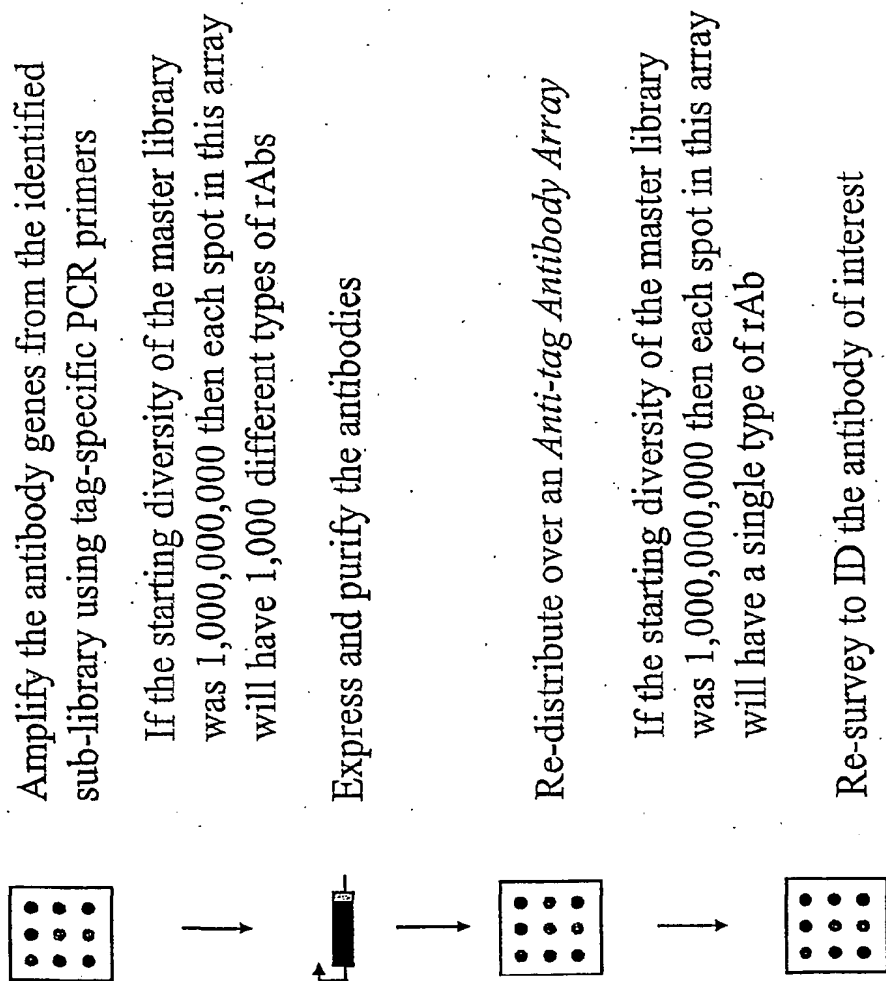 Amplify the antibody genes from the identified
sub-library using tag-specific PCR primers
If the starting diversity of the master library
was 1,000,000,000 then each spot in this array
will have 1,000 different types of rAbs
Express and purify the antibodies
Re-distribute over an Anti-tag Antibody Array
If the starting diversity of the master library
was 1,000,000,000 then each spot in this array
will have a single type of rAb
Re-survey to ID the antibody of interest